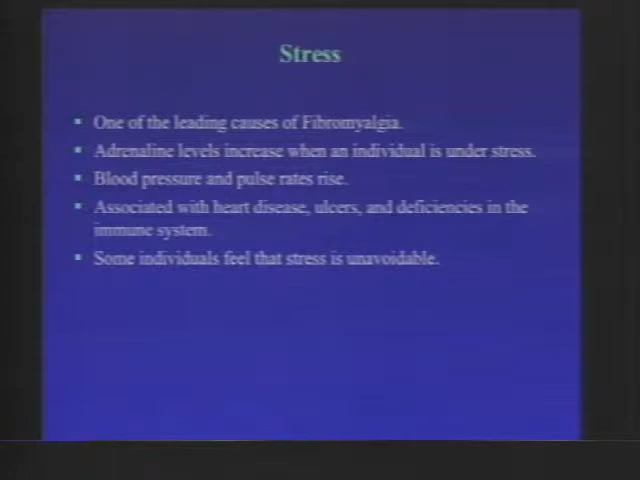 Stress
One of the leading causes of Fibromyalgia.
Adrenaline levels increase when an individual is under stress.
Blood pressure and pulse rates rise.
Associated with heart disease, ulcers, and deficiencies in the
immune system.
Some individuals feel that stress is unavoidable.